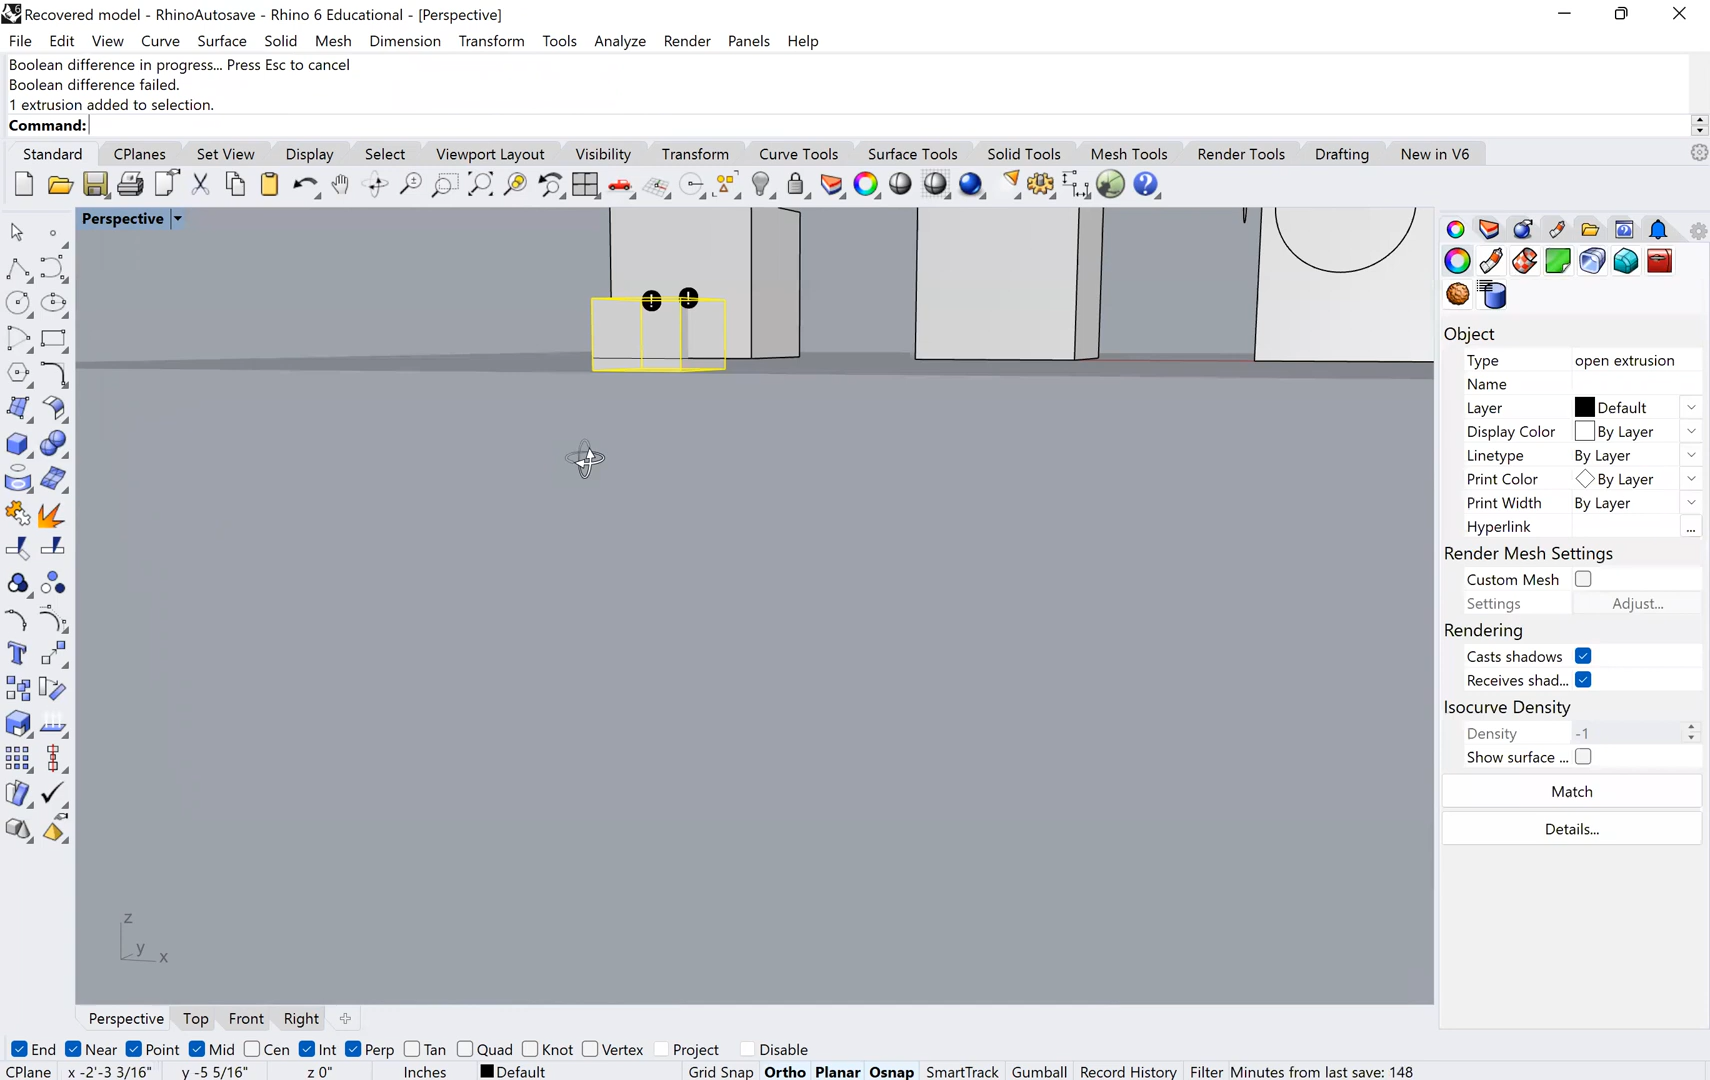 Recovered model - RhinoAutosave - Rhino 6 Educational - [Perspective]
File Edit View Curve Surface Solid Mesh Dimension Transform Tools Analyze Render Panels Help
Boolean difference in progress... Press Esc to cancel
Boolean difference failed.
1 extrusion added to selection.
Command:
Standard CPlanes Set View Display Select Viewport Layout Visibility Transform Curve Tools Surface Tools Solid Tools Mesh Tools Render Tools Drafting New in V6
Perspective
Object
Type open extrusion
Name
Layer Default
Display Color By Layer
Linetype By Layer
Print Color By Layer
Print Width By Layer
Hyperlink ...
Render Mesh Settings
Custom Mesh
Settings Adjust...
Rendering
Casts shadows
Receives shad...
Isocurve Density
Density -1
Show surface ...
Match
Details...
z
y
x
Perspective Top Front Right
End Near Point Mid Cen Int Perp Tan Quad Knot Vertex Project Disable
CPlane x -2'-3 3/16" y -5 5/16" z 0" Inches Default Grid Snap Ortho Planar Osnap SmartTrack Gumball Record History Filter Minutes from last save: 148